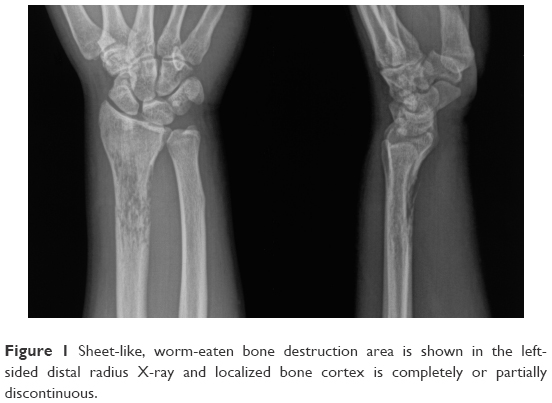 Figure 1 Sheet-like, worm-eaten bone destruction area is shown in the left-
sided distal radius X-ray and localized bone cortex is completely or partially
discontinuous.